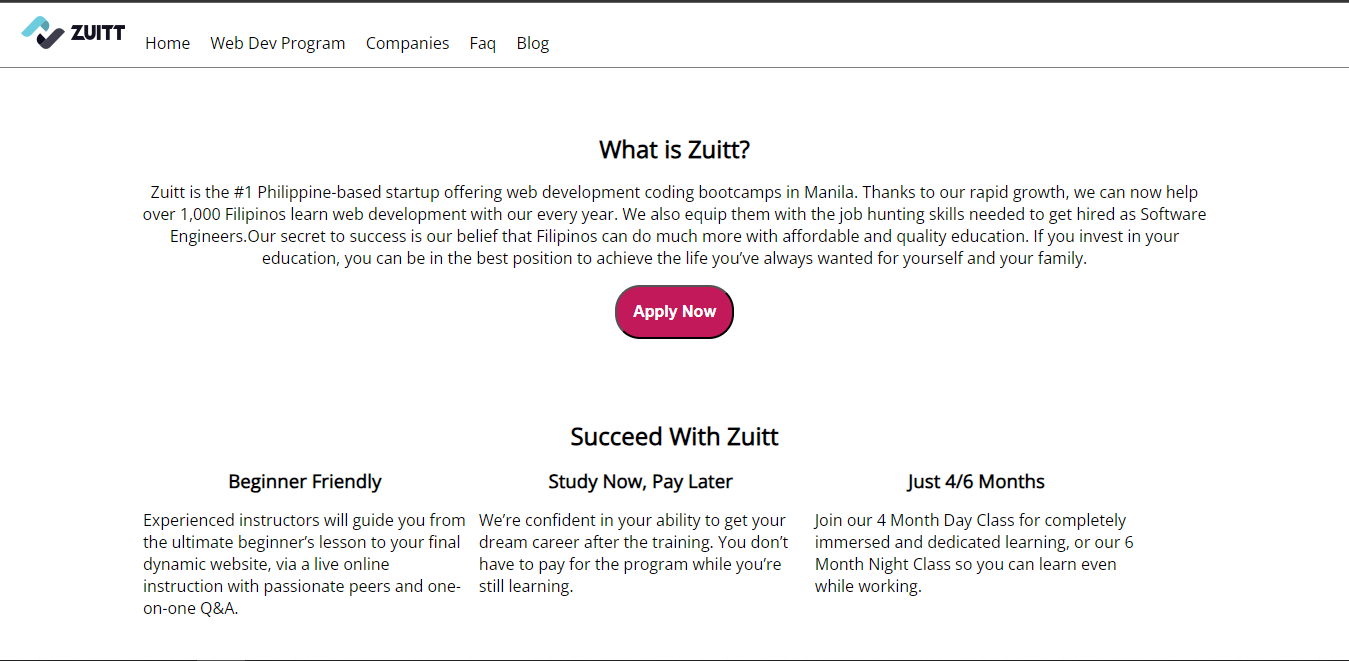 ZUITT
Home Web Dev Program Companies Faq Blog
What is Zuitt?
Zuitt is the #1 Philippine-based startup offering web development coding bootcamps in Manila. Thanks to our rapid growth, we can now help
over 1,000 Filipinos learn web development with our every year. We also equip them with the job hunting skills needed to get hired as Software
Engineers.Our secret to success is our belief that Filipinos can do much more with affordable and quality education. If you invest in your
education, you can be in the best position to achieve the life you’ve always wanted for yourself and your family.
Apply Now
Succeed With Zuitt
Beginner Friendly
Experienced instructors will guide you from
the ultimate beginner’s lesson to your final
dynamic website, via a live online
instruction with passionate peers and one-
on-one Q&A.
Study Now, Pay Later
We’re confident in your ability to get your
dream career after the training. You don’t
have to pay for the program while you’re
still learning.
Just 4/6 Months
Join our 4 Month Day Class for completely
immersed and dedicated learning, or our 6
Month Night Class so you can learn even
while working.